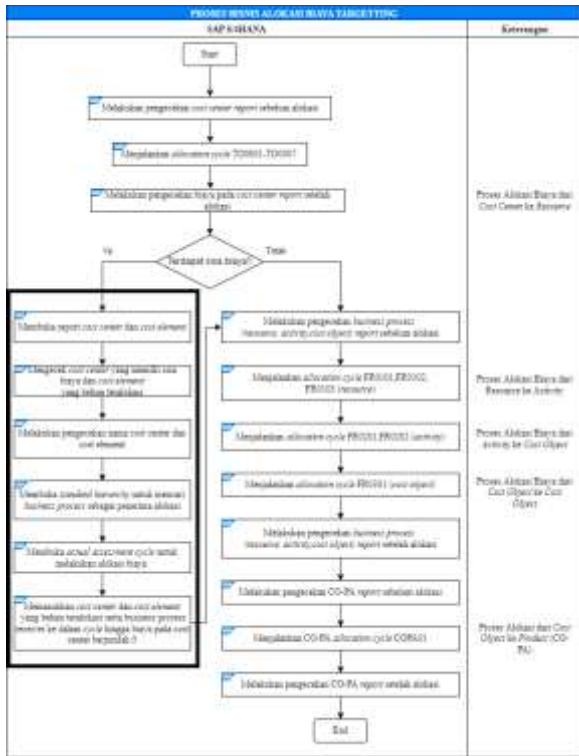 PROSES BISNIS ALOKASI BIAYA TARGETTING
SAP S/4HANA
Keterangan
Start
Melakukan pengecekan cost center report sebelum alokasi
Menjalankan allocation cycle
Melakukan pengecekan biaya pada cost center report setelah
alokasi
Proses Alokasi Biaya dari
Cost Center ke Resource
Terdapat sisa biaya?
Ya
Tidak
Membuka report cost center dan cost element
Mengecek cost center yang memiliki sisa
biaya dan cost element
yang belum teralokasi
Melakukan pengecekan nama cost center dan
cost element
Membuka standard hierarchy untuk mencari
business process sebagai penerima alokasi
Membuka actual assessment cycle untuk
melakukan alokasi biaya
Memasukkan cost center dan cost element
yang belum teralokasi serta business process
receiver ke dalam cycle hingga biaya pada cost
center berjumlah 0
Melakukan pengecekan business process
(resource, activity, cost object) report sebelum alokasi
Menjalankan allocation cycle
(resource)
Proses Alokasi Biaya dari
Resource ke Activity
Menjalankan allocation cycle (activity)
Proses Alokasi Biaya dari
Activity ke Cost Object
Menjalankan allocation cycle (cost object)
Proses Alokasi Biaya dari
Cost Object ke Cost
Object
Melakukan pengecekan business process
(resource, activity, cost object) report setelah alokasi
Melakukan pengecekan CO-PA report sebelum alokasi
Menjalankan CO-PA allocation cycle
Proses Alokasi dari Cost
Object ke Product (CO-
PA)
Melakukan pengecekan CO-PA report setelah alokasi
End